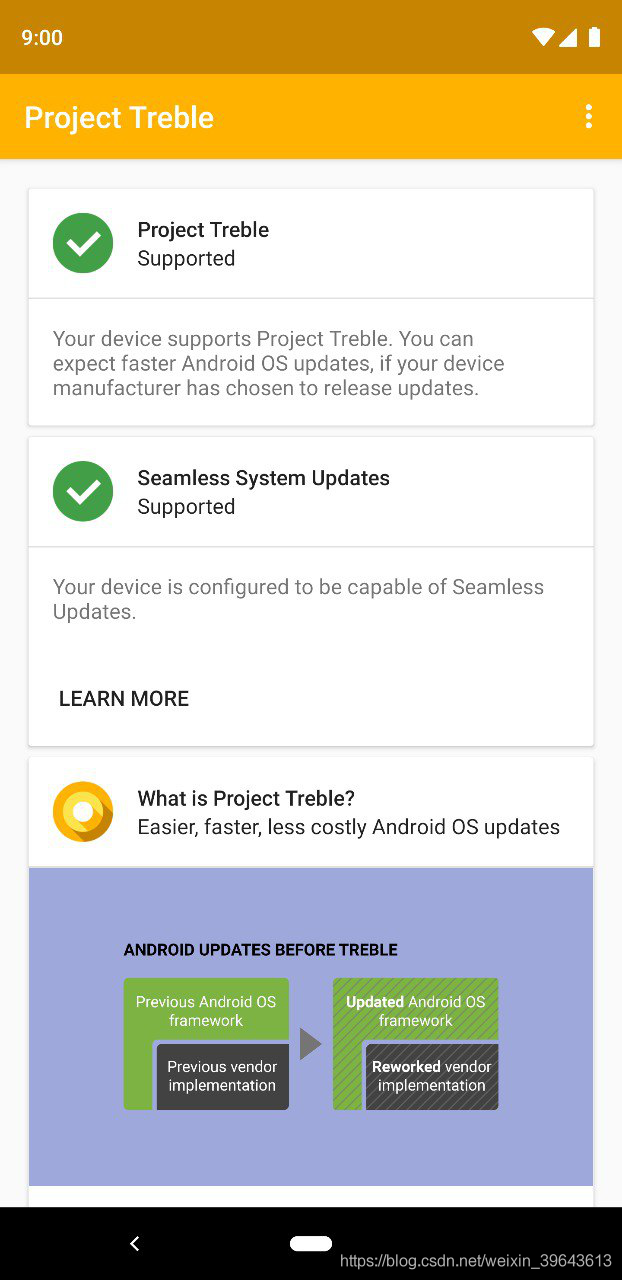 9:00
Project Treble
Project Treble
Supported
Your device supports Project Treble. You can
expect faster Android OS updates, if your device
manufacturer has chosen to release updates.
Seamless System Updates
Supported
Your device is configured to be capable of Seamless
Updates.
LEARN MORE
What is Project Treble?
Easier, faster, less costly Android OS updates
ANDROID UPDATES BEFORE TREBLE
Previous Android OS
framework
Previous vendor
implementation
Updated Android OS
framework
Reworked vendor
implementation
https://blog.csdn.net/weixin_39643613